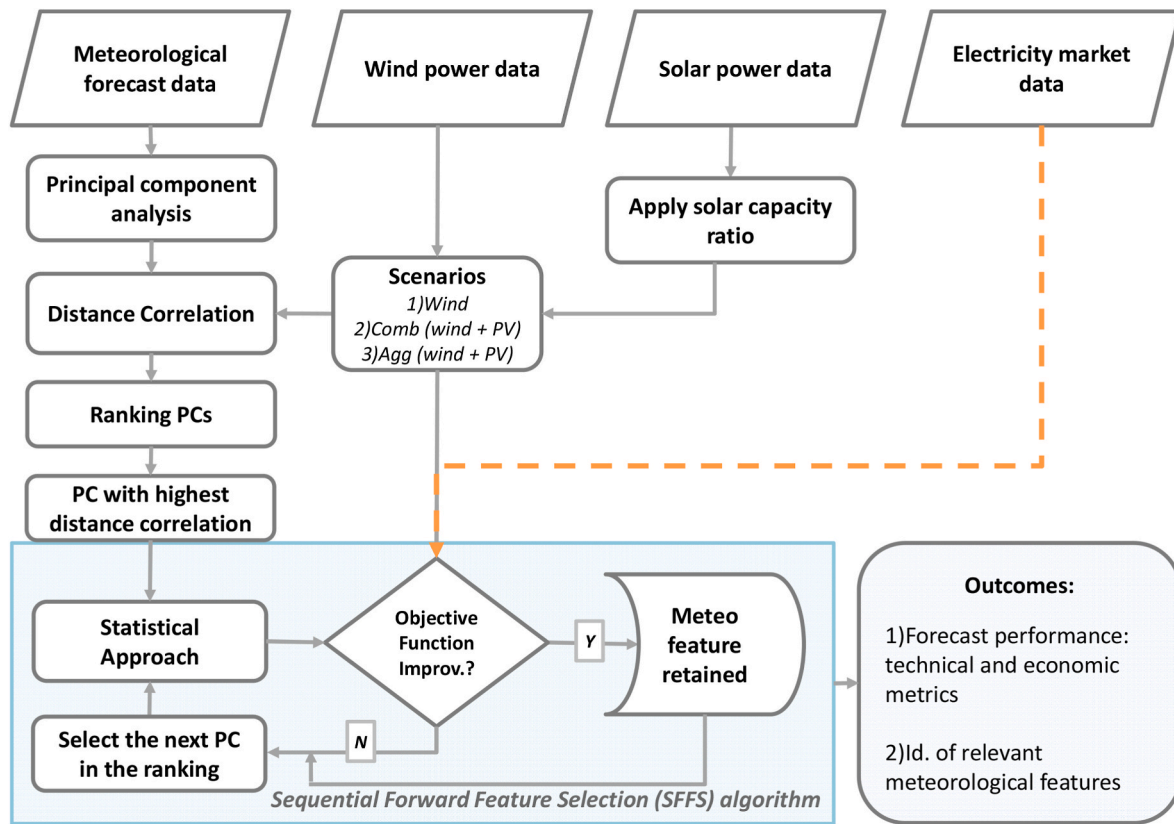 Meteorological
forecast data
Wind power data
Solar power data
Electricity market
data
Principal component
analysis
Apply solar capacity
ratio
Distance Correlation
Scenarios
1)Wind
2)Comb (wind + PV)
3)Agg (wind + PV)
Ranking PCs
PC with highest
distance correlation
Statistical
Approach
Objective
Function
Improv.?
Y
Meteo
feature
retained
N
Select the next PC
in the ranking
Sequential Forward Feature Selection (SFFS) algorithm
Outcomes:
1)Forecast performance:
technical and economic
metrics
2)Id. of relevant
meteorological features